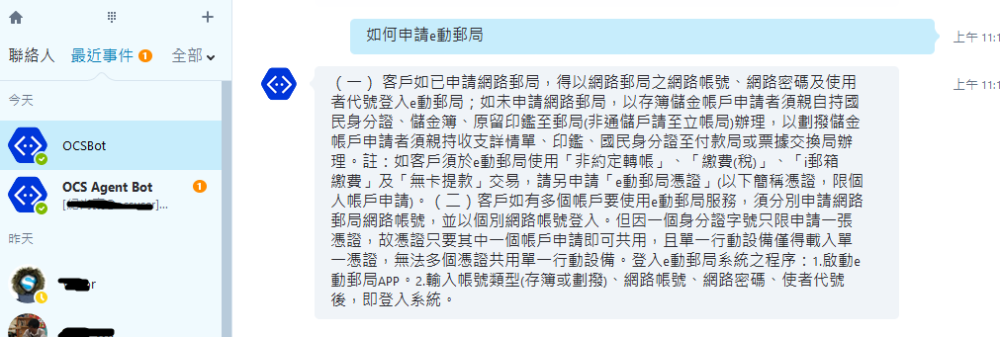 聯絡人 最近事件 1 全部
今天
OCSBot
OCS Agent Bot 1
昨天
如何申請e動郵局
上午 11:1
上午 11:1
（一） 客戶如已申請網路郵局，得以網路郵局之網路帳號、網路密碼及使用
者代號登入e動郵局；如未申請網路郵局，以存簿儲金帳戶申請者須親自持國
民身分證、儲金簿、原留印鑑至郵局(非通儲戶請至立帳局)辦理，以劃撥儲金
帳戶申請者須親持收支詳情單、印鑑、國民身分證至付款局或票據交換局辦
理。註：如客戶須於e動郵局使用「非約定轉帳」、「繳費(稅)」、「i郵箱
繳費」及「無卡提款」交易，請另申請「e動郵局憑證」(以下簡稱憑證，限個
人帳戶申請)。（二）客戶如有多個帳戶要使用e動郵局服務，須分別申請網路
郵局網路帳號，並以個別網路帳號登入。但因一個身分證字號只限申請一張
憑證，故憑證只要其中一個帳戶申請即可共用，且單一行動設備僅得載入單
一憑證，無法多個憑證共用單一行動設備。登入e動郵局系統之程序：1.啟動e
動郵局APP。2.輸入帳號類型(存簿或劃撥)、網路帳號、網路密碼、使者代號
後，即登入系統。